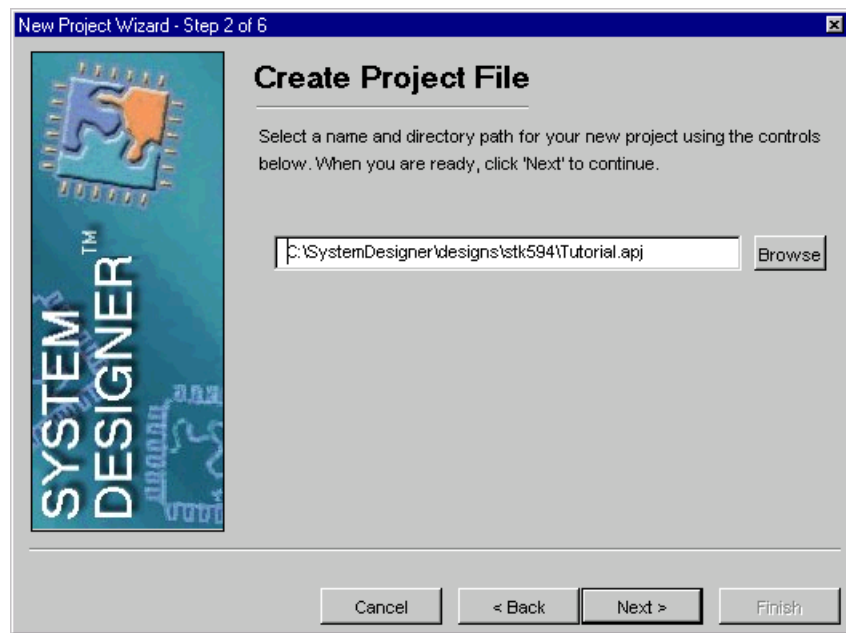 New Project Wizard - Step 2 of 6
SYSTEM
DESIGNER™
Create Project File
Select a name and directory path for your new project using the controls
below. When you are ready, click 'Next' to continue.
C:\SystemDesigner\designs\stk594\Tutorial.apj
Browse
Cancel
< Back
Next >
Finish